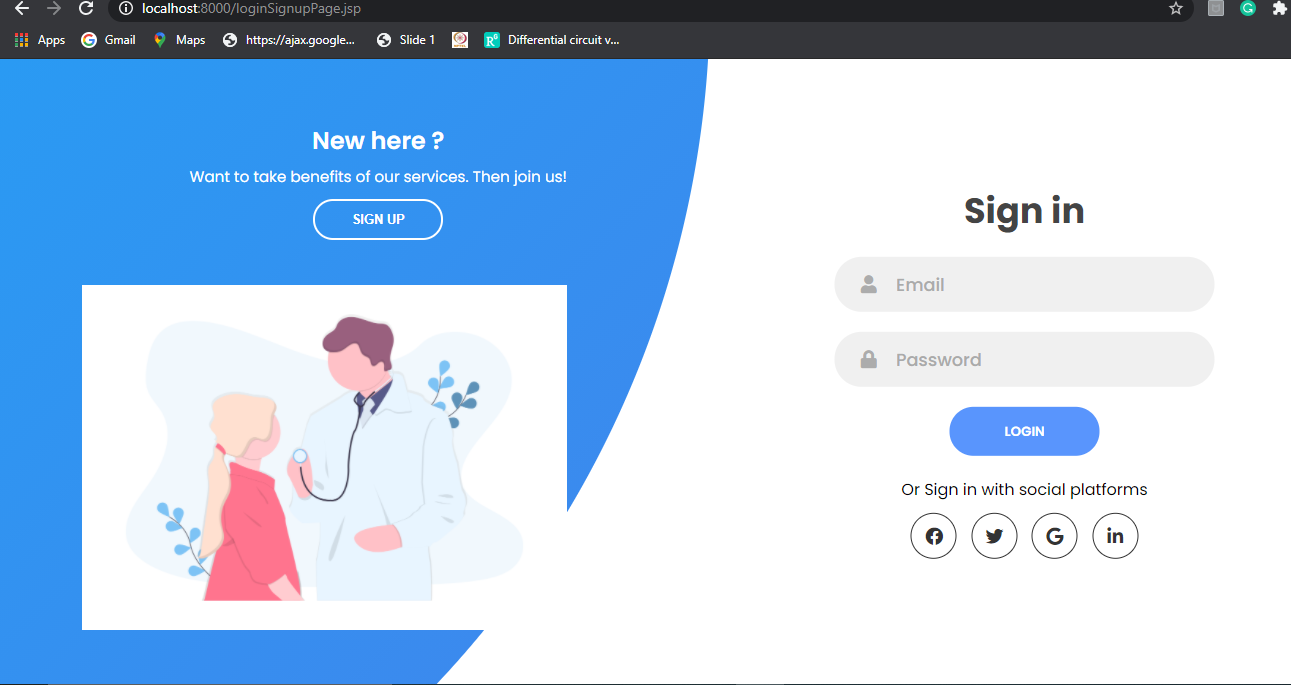 localhost:8000/loginSignupPage.jsp
Apps Gmail Maps https://ajax.google... Slide 1 Differential circuit v...
New here ?
Want to take benefits of our services. Then join us!
SIGN UP
Sign in
Email
Password
LOGIN
Or Sign in with social platforms